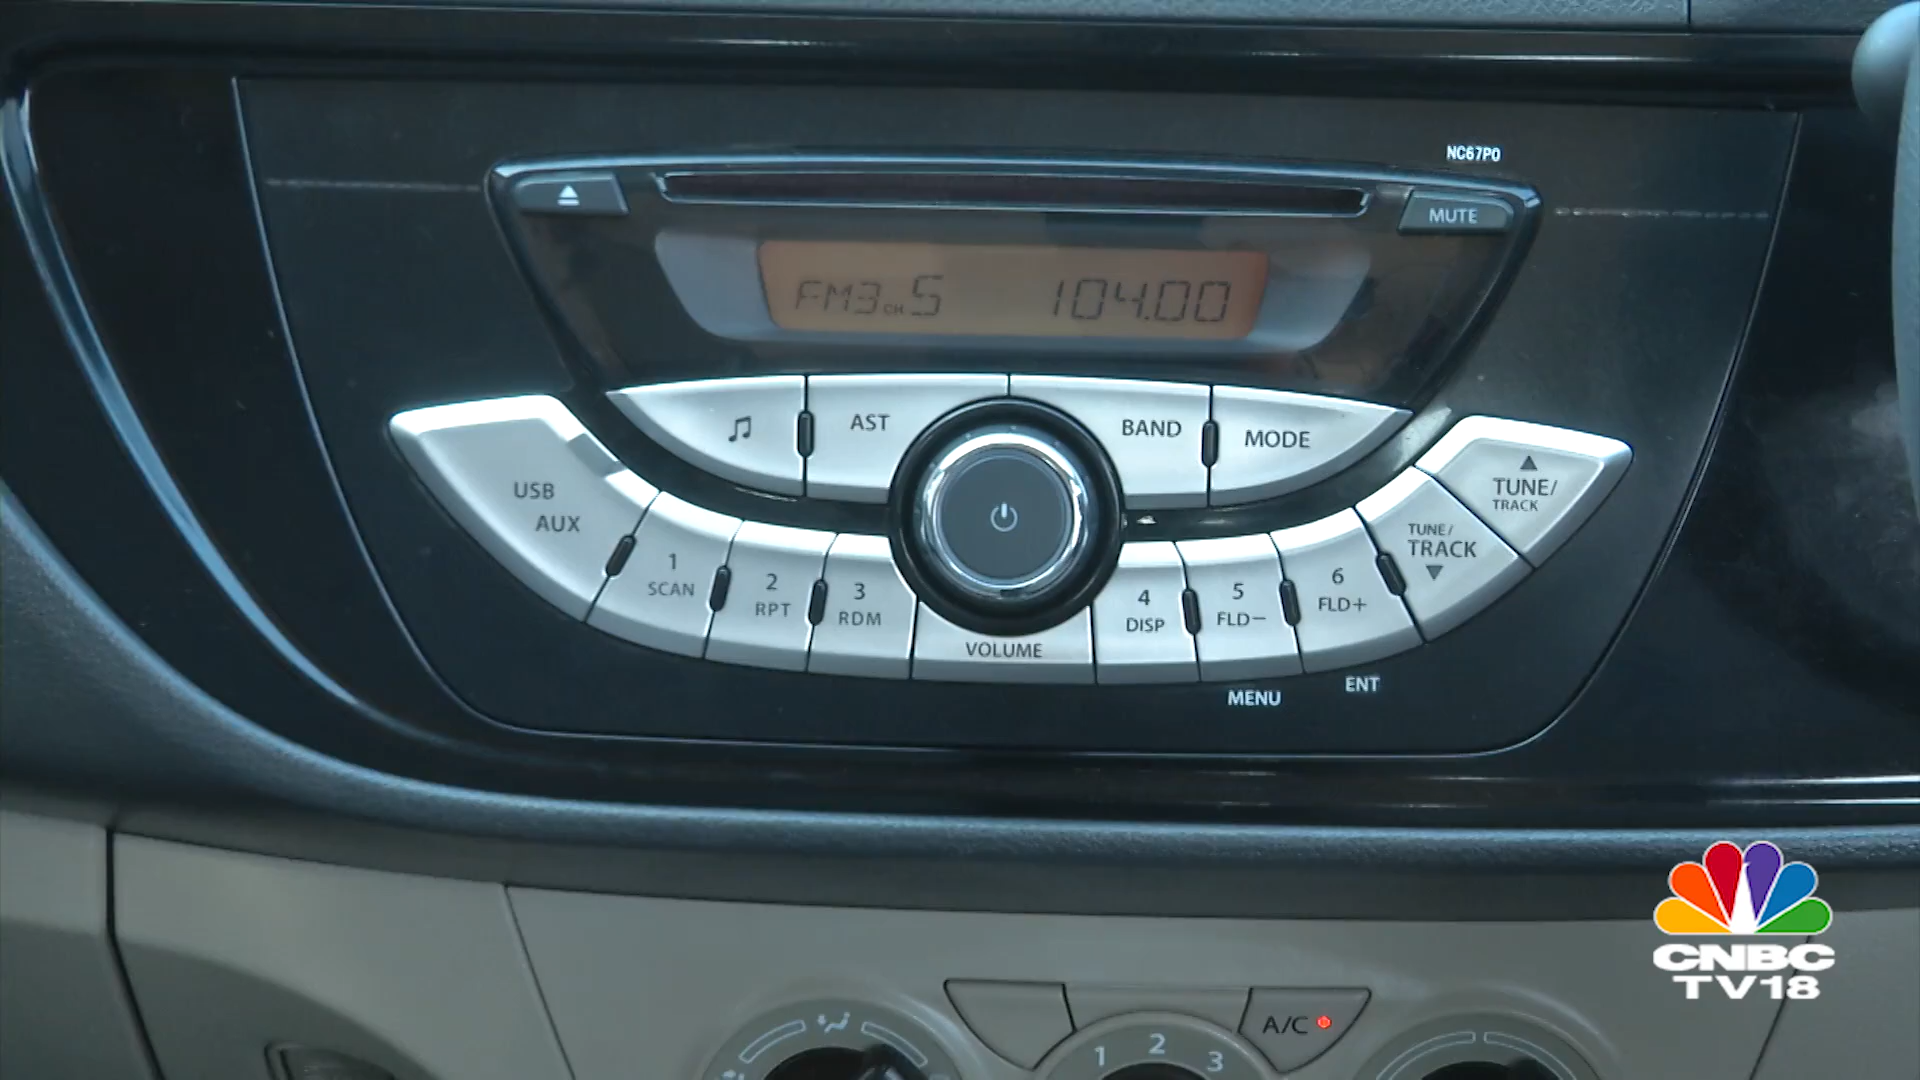 NC67P0
MUTE
FM3 CH 5 104.00
AST
BAND
MODE
USB
AUX
TUNE/
TRACK
TUNE/
TRACK
1
SCAN
2
RPT
3
RDM
4
DISP
5
FLD−
6
FLD+
VOLUME
MENU
ENT
CNBC
TV18
A/C
1 2 3